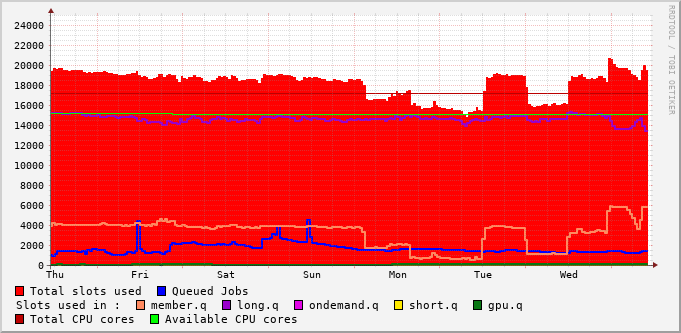 RRDTOOL / TOBI OETIKER
24000
22000
20000
18000
16000
14000
12000
10000
8000
6000
4000
2000
0
Thu Fri Sat Sun Mon Tue Wed
Total slots used Queued Jobs
Slots used in : member.q long.q ondemand.q short.q gpu.q
Total CPU cores Available CPU cores